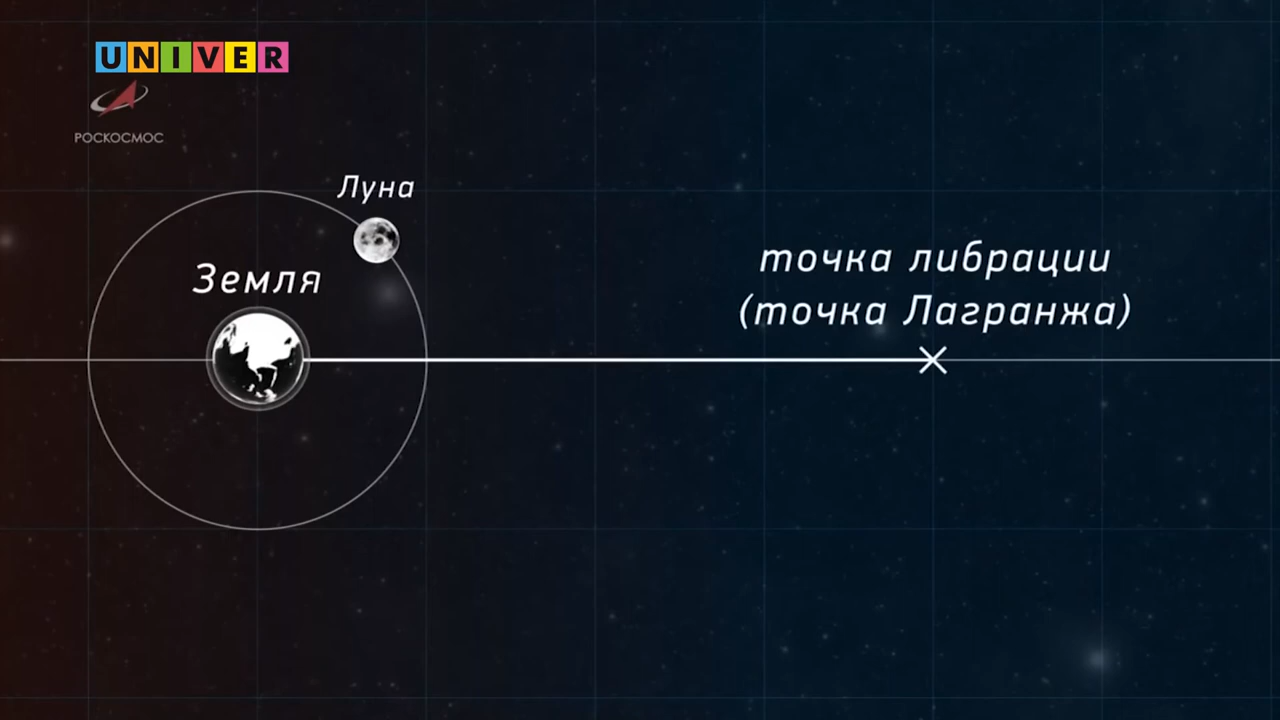 UNIVER
РОСКОСМОС
Луна
Земля
точка либрации
(точка Лагранжа)